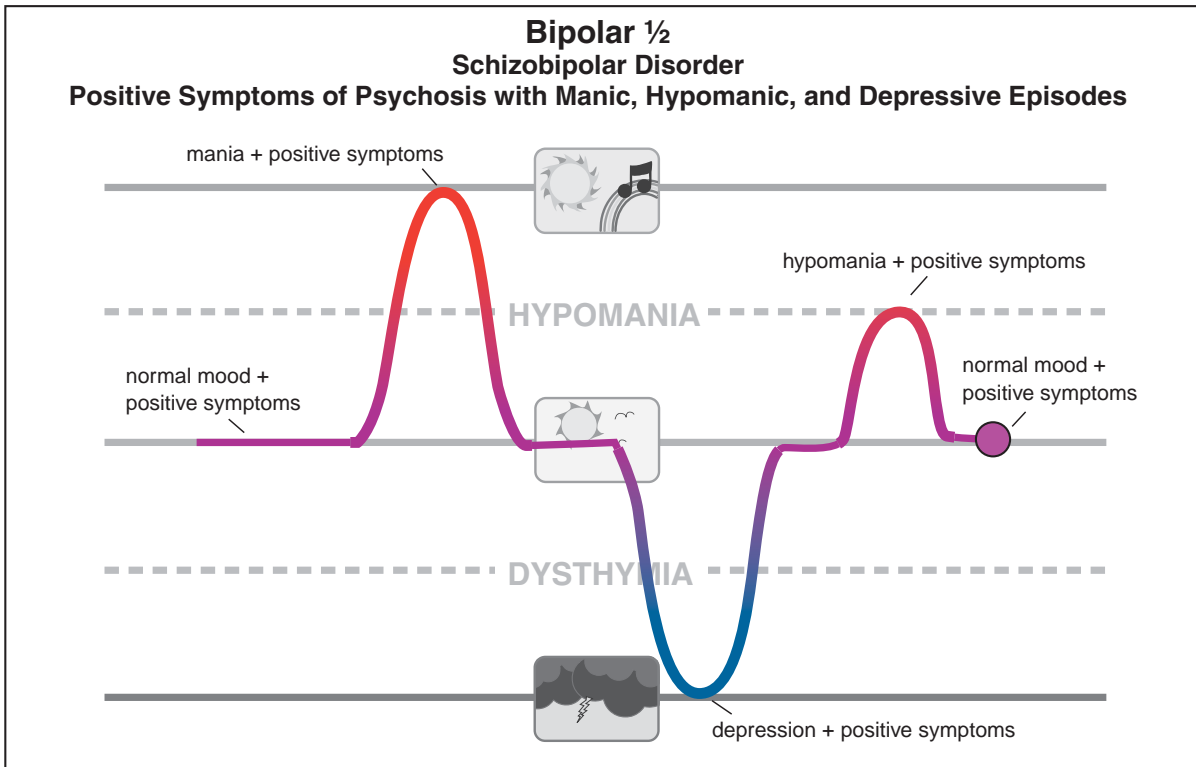 Bipolar ½
Schizobipolar Disorder
Positive Symptoms of Psychosis with Manic, Hypomanic, and Depressive Episodes
mania + positive symptoms
hypomania + positive symptoms
HYPOMANIA
normal mood +
positive symptoms
normal mood +
positive symptoms
DYSTHYMIA
depression + positive symptoms